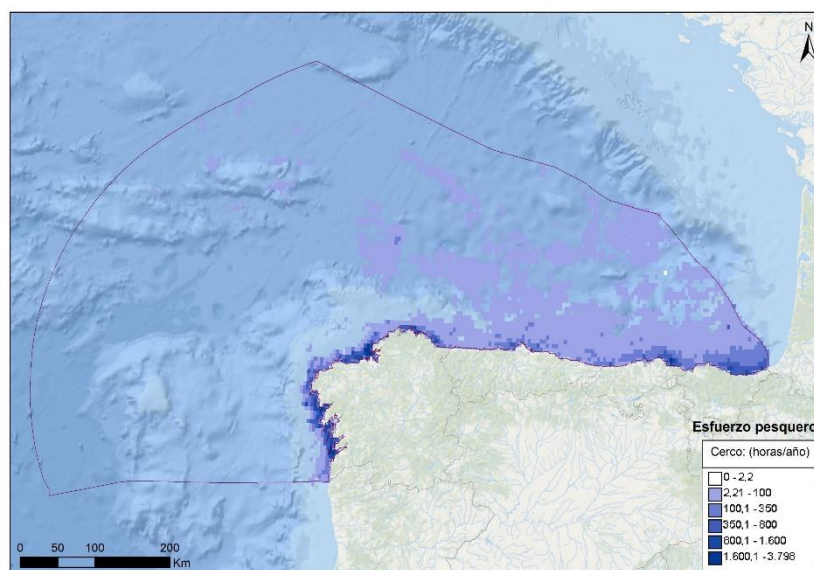 N
Esfuerzo pesquero
Cerco: (horas/año)
0 - 2,2
2,21 - 100
100,1 - 350
350,1 - 800
800,1 - 1.600
1.600,1 - 3.798
0 50 100 200
Km